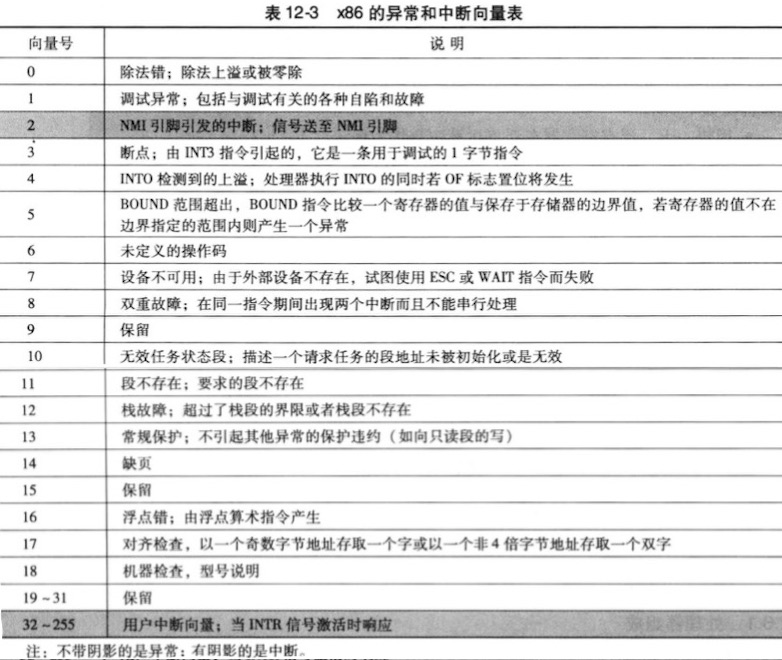 表 12-3 x86 的异常和中断向量表
向量号 说 明
0 除法错；除法上溢或被零除
1 调试异常；包括与调试有关的各种自陷和故障
2 NMI 引脚引发的中断；信号送至 NMI 引脚
3 断点；由 INT3 指令引起的，它是一条用于调试的 1 字节指令
4 INTO 检测到的上溢；处理器执行 INTO 的同时若 OF 标志置位将发生
5 BOUND 范围超出，BOUND 指令比较一个寄存器的值与保存于存储器的边界值，若寄存器的值不在
边界指定的范围内则产生一个异常
6 未定义的操作码
7 设备不可用；由于外部设备不存在，试图使用 ESC 或 WAIT 指令而失败
8 双重故障；在同一指令期间出现两个中断而且不能串行处理
9 保留
10 无效任务状态段；描述一个请求任务的段地址未被初始化或是无效
11 段不存在；要求的段不存在
12 栈故障；超过了栈段的界限或者栈段不存在
13 常规保护；不引起其他异常的保护违约（如向只读段的写）
14 缺页
15 保留
16 浮点错；由浮点算术指令产生
17 对齐检查，以一个奇数字节地址存取一个字或以一个非 4 倍字节地址存取一个双字
18 机器检查，型号说明
19 ~ 31 保留
32 ~ 255 用户中断向量；当 INTR 信号激活时响应
注：不带阴影的是异常；有阴影的是中断。